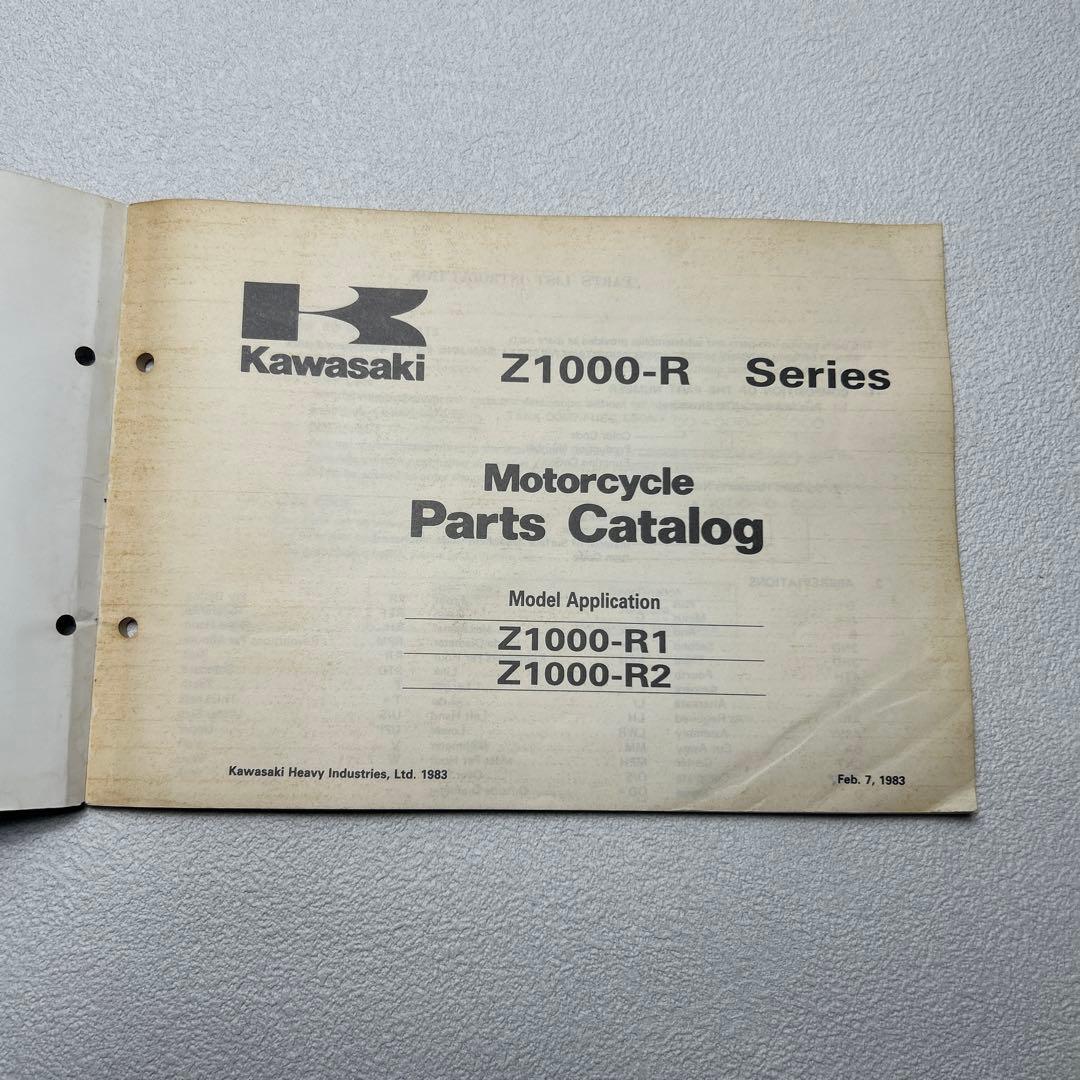 Kawasaki
Z1000-R Series
Motorcycle
Parts Catalog
Model Application
Z1000-R1
Z1000-R2
Kawasaki Heavy Industries, Ltd. 1983
Feb. 7, 1983